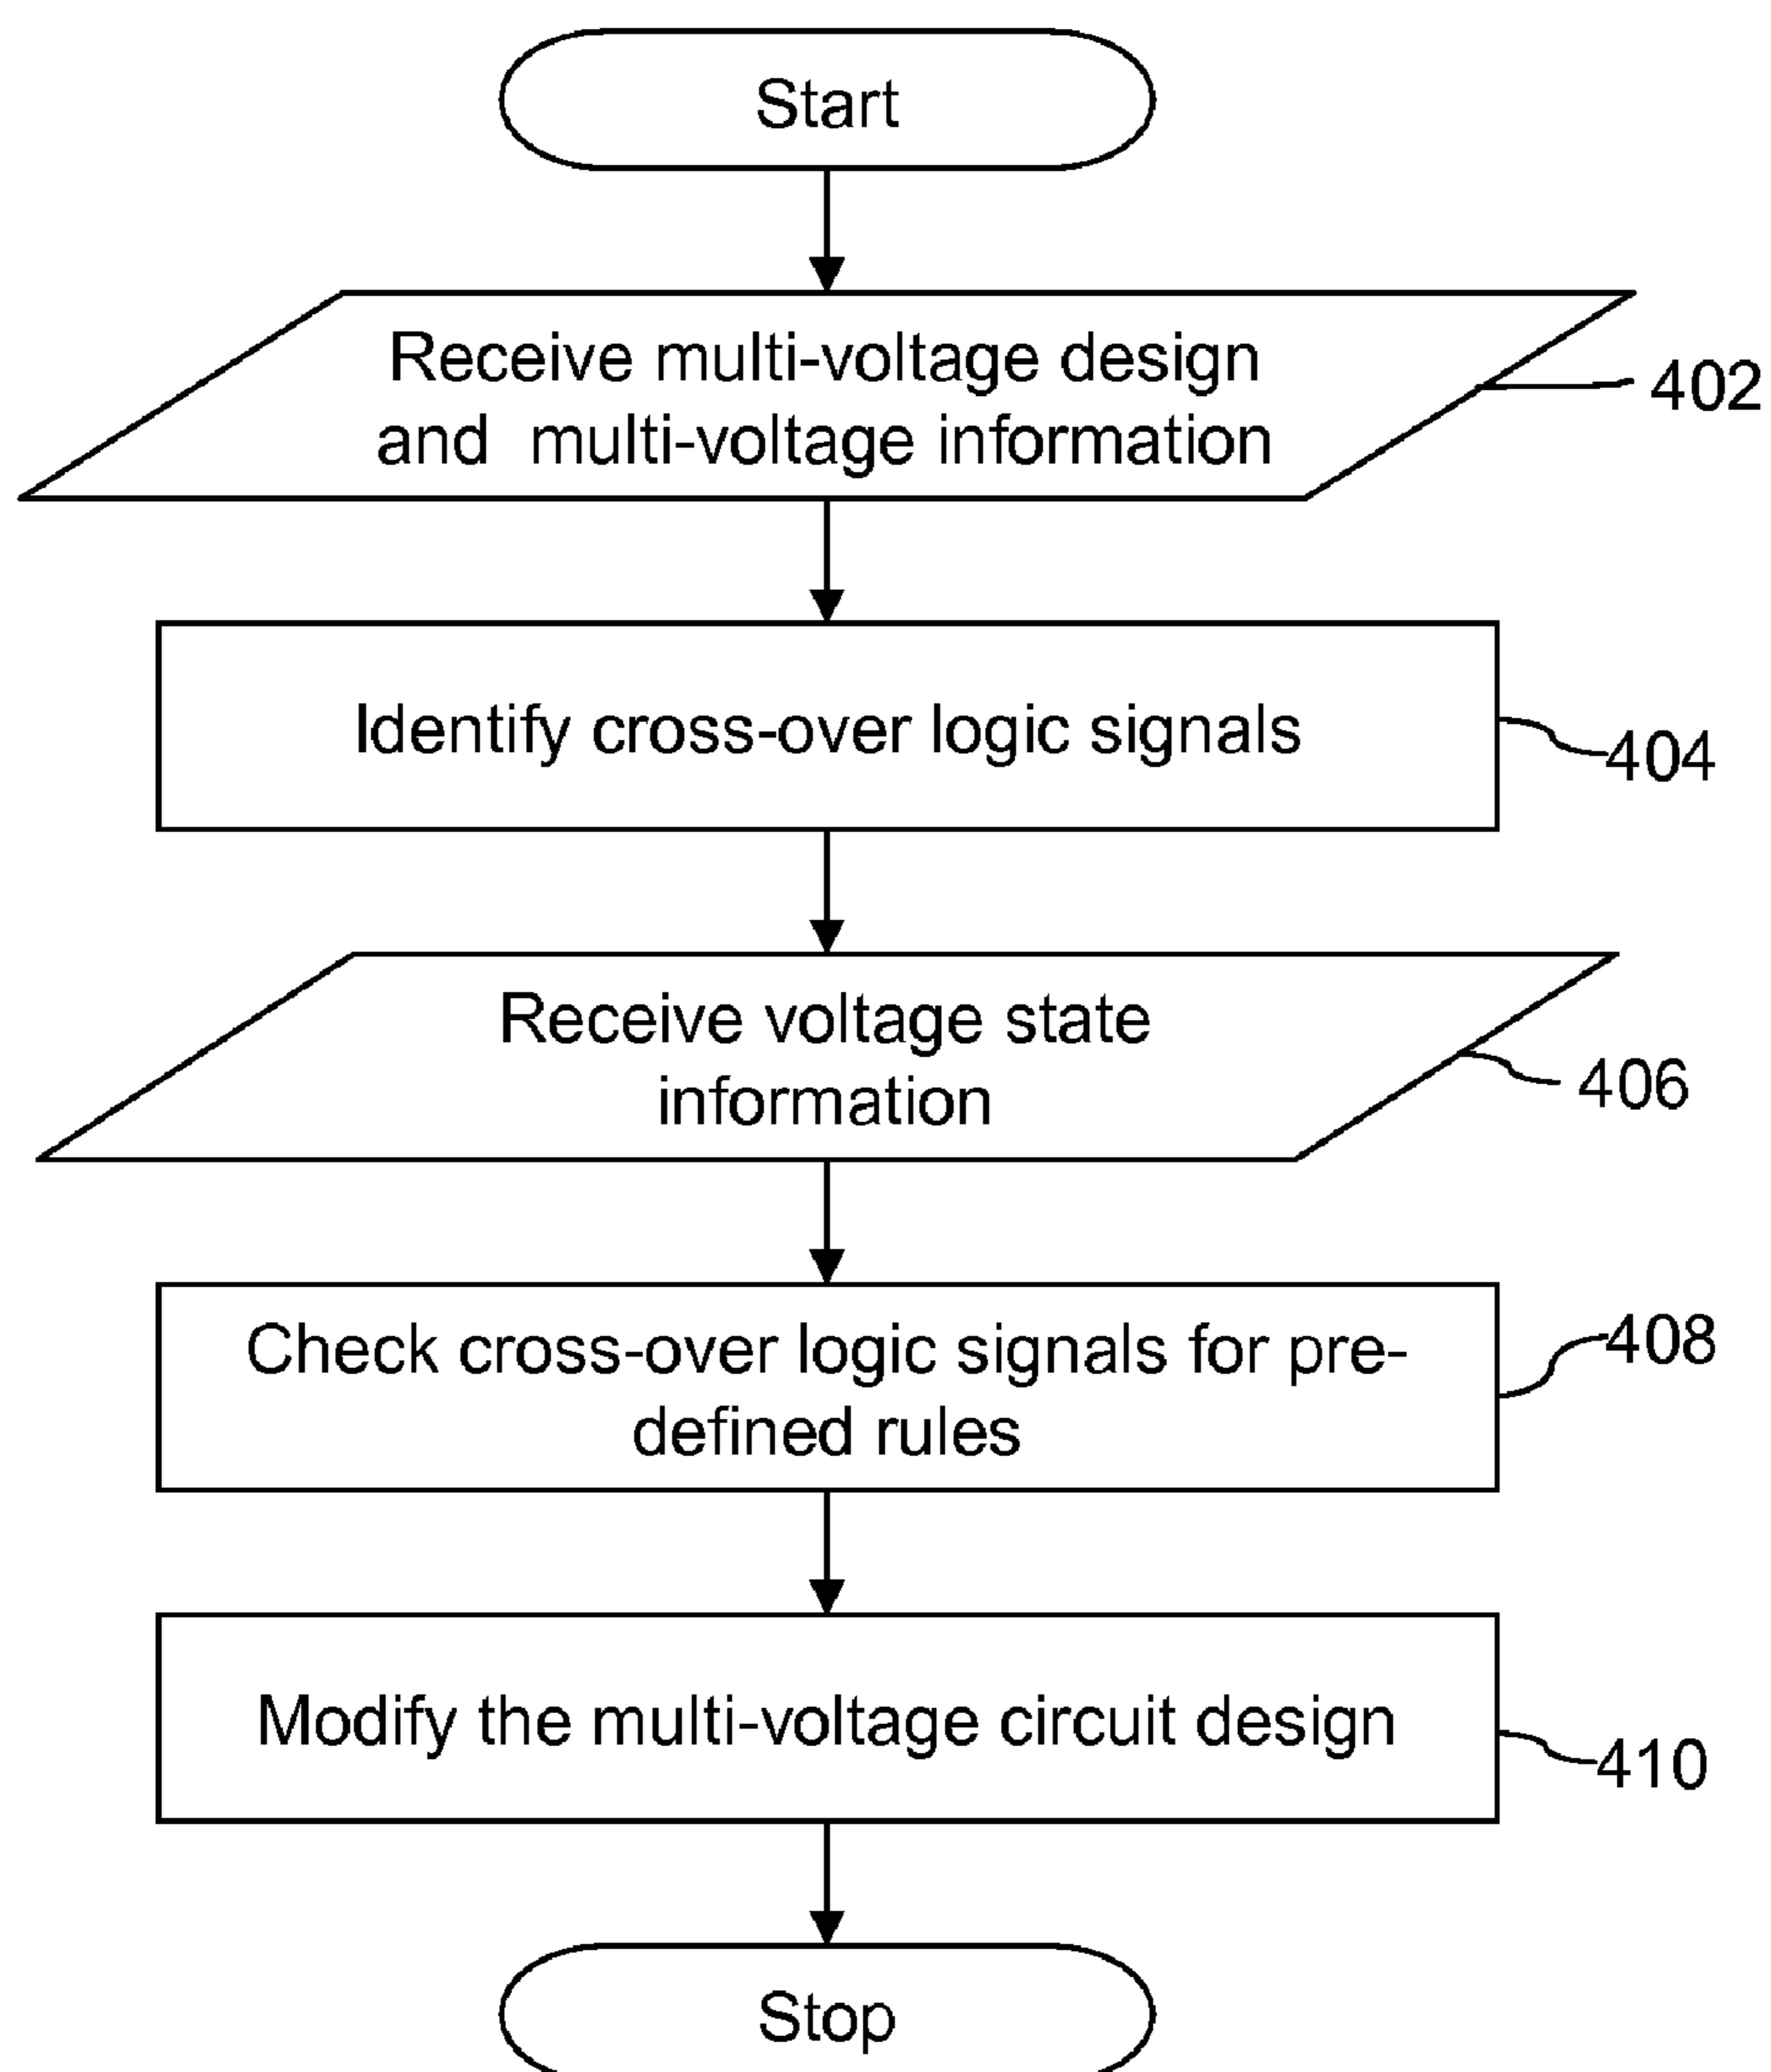 Start
Receive multi-voltage design
and multi-voltage information
402
Identify cross-over logic signals
404
Receive voltage state
information
406
Check cross-over logic signals for pre-
defined rules
408
Modify the multi-voltage circuit design
410
Stop